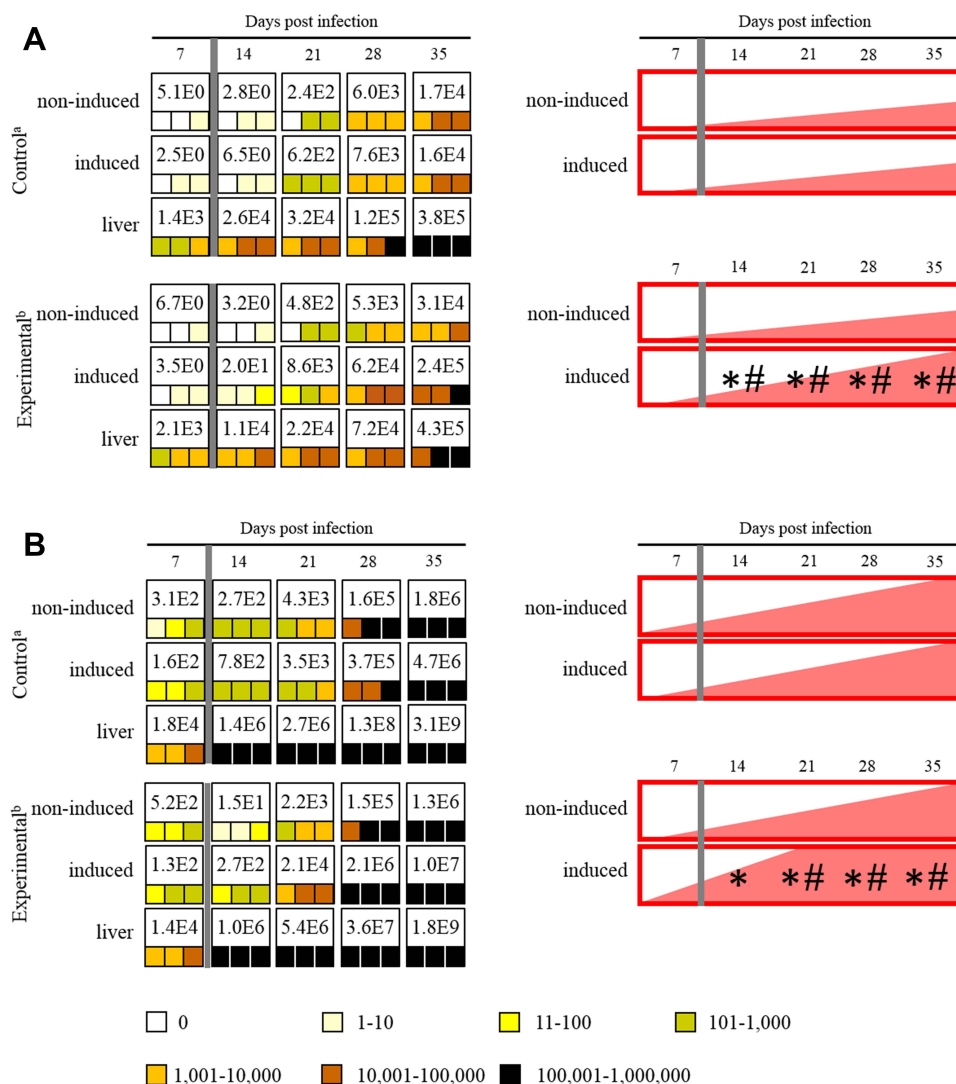 A
Days post infection
7 14 21 28 35
Controlᵃ
non-induced 5.1E0 2.8E0 2.4E2 6.0E3 1.7E4
induced 2.5E0 6.5E0 6.2E2 7.6E3 1.6E4
liver 1.4E3 2.6E4 3.2E4 1.2E5 3.8E5
Experimentalᵇ
non-induced 6.7E0 3.2E0 4.8E2 5.3E3 3.1E4
induced 3.5E0 2.0E1 8.6E3 6.2E4 2.4E5
liver 2.1E3 1.1E4 2.2E4 7.2E4 4.3E5
Days post infection
7 14 21 28 35
non-induced
induced
7 14 21 28 35
non-induced
induced *# *# *# *#
B
Days post infection
7 14 21 28 35
Controlᵃ
non-induced 3.1E2 2.7E2 4.3E3 1.6E5 1.8E6
induced 1.6E2 7.8E2 3.5E3 3.7E5 4.7E6
liver 1.8E4 1.4E6 2.7E6 1.3E8 3.1E9
Experimentalᵇ
non-induced 5.2E2 1.5E1 2.2E3 1.5E5 1.3E6
induced 1.3E2 2.7E2 2.1E4 2.1E6 1.0E7
liver 1.4E4 1.0E6 5.4E6 3.6E7 1.8E9
Days post infection
7 14 21 28 35
non-induced
induced
7 14 21 28 35
non-induced
induced * *# *# *#
0 1-10 11-100 101-1,000
1,001-10,000 10,001-100,000 100,001-1,000,000